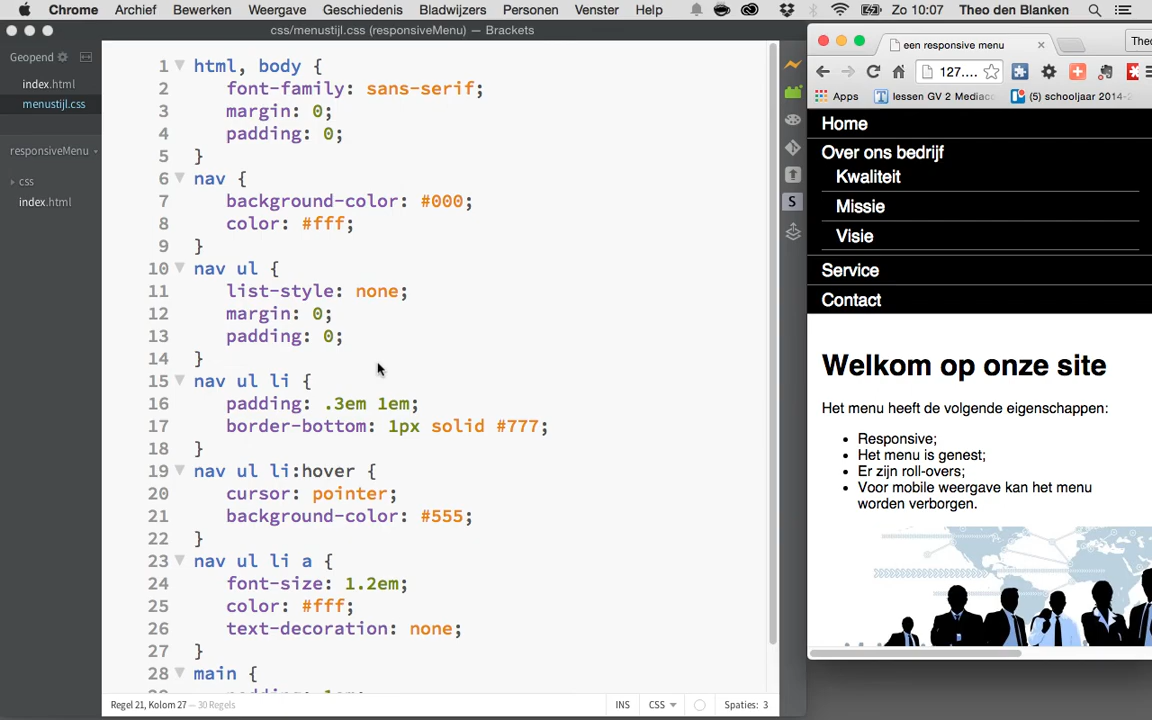 Chrome Archief Bewerken Weergave Geschiedenis Bladwijzers Personen Venster Help Zo 10:07 Theo den Blanken
css/menustijl.css (responsiveMenu) — Brackets
Geopend
index.html
menustijl.css
responsiveMenu
css
index.html
1 html, body {
2 font-family: sans-serif;
3 margin: 0;
4 padding: 0;
5 }
6 nav {
7 background-color: #000;
8 color: #fff;
9 }
10 nav ul {
11 list-style: none;
12 margin: 0;
13 padding: 0;
14 }
15 nav ul li {
16 padding: .3em 1em;
17 border-bottom: 1px solid #777;
18 }
19 nav ul li:hover {
20 cursor: pointer;
21 background-color: #555;
22 }
23 nav ul li a {
24 font-size: 1.2em;
25 color: #fff;
26 text-decoration: none;
27 }
28 main {
Regel 21, Kolom 27 — 30 Regels INS CSS Spaties: 3
een responsive menu
127....
Apps lessen GV 2 Mediac (5) schooljaar 2014-
Home
Over ons bedrijf
Kwaliteit
Missie
Visie
Service
Contact
Welkom op onze site
Het menu heeft de volgende eigenschappen:
• Responsive;
• Het menu is genest;
• Er zijn roll-overs;
• Voor mobile weergave kan het menu
worden verborgen.